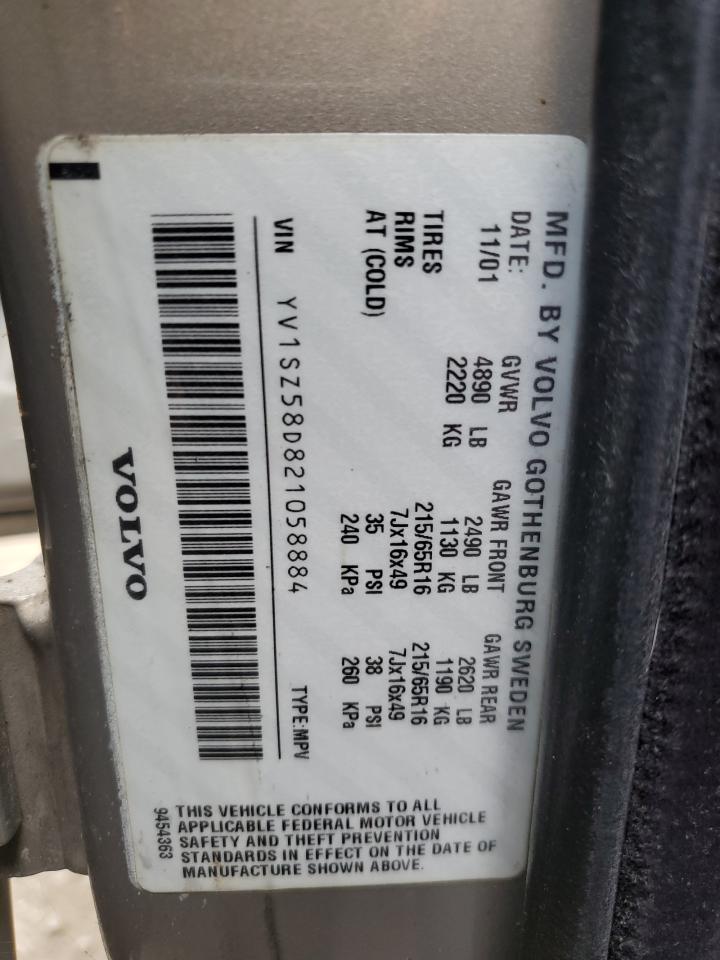 MFD. BY VOLVO GOTHENBURG SWEDEN
DATE: GVWR GAWR FRONT GAWR REAR
11/01 4890 LB 2490 LB 2620 LB
2220 KG 1130 KG 1190 KG
TIRES 215/65R16 215/65R16
RIMS 7Jx16x49 7Jx16x49
AT (COLD) 35 PSI 38 PSI
240 KPa 260 KPa
VIN YV1SZ58D821058884 TYPE:MPV
VOLVO
THIS VEHICLE CONFORMS TO ALL
APPLICABLE FEDERAL MOTOR VEHICLE
SAFETY AND THEFT PREVENTION
STANDARDS IN EFFECT ON THE DATE OF
MANUFACTURE SHOWN ABOVE.
9454363